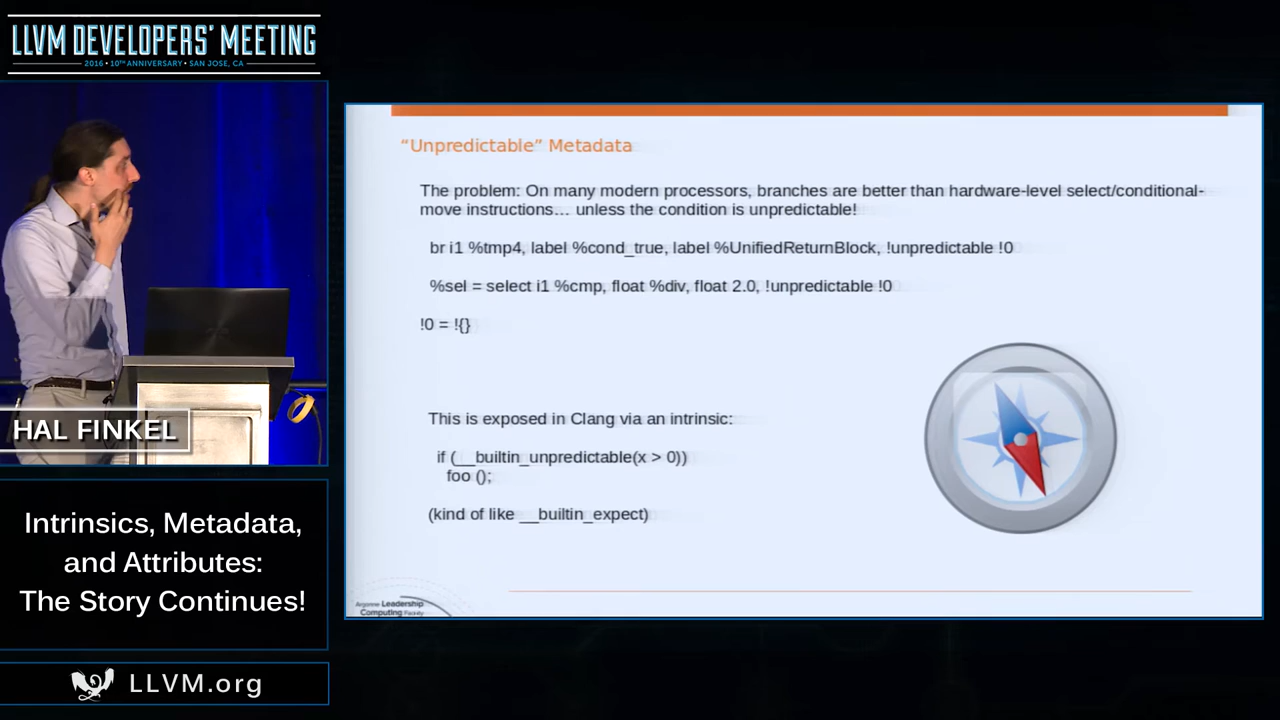 LLVM DEVELOPERS' MEETING
2016 • 10TH ANNIVERSARY • SAN JOSE, CA
HAL FINKEL
Intrinsics, Metadata,
and Attributes:
The Story Continues!
LLVM.org
“Unpredictable” Metadata
The problem: On many modern processors, branches are better than hardware-level select/conditional-
move instructions... unless the condition is unpredictable!
br i1 %tmp4, label %cond_true, label %UnifiedReturnBlock, !unpredictable !0
%sel = select i1 %cmp, float %div, float 2.0, !unpredictable !0
!0 = !{}
This is exposed in Clang via an intrinsic:
if (__builtin_unpredictable(x > 0))
foo ();
(kind of like __builtin_expect)
Argonne Leadership
Computing Facility